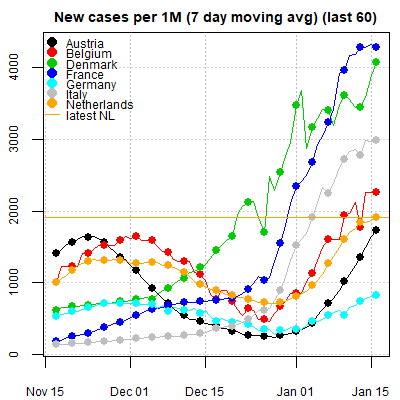 New cases per 1M (7 day moving avg) (last 60)
Austria
Belgium
Denmark
France
Germany
Italy
Netherlands
latest NL
4000
3000
2000
1000
0
Nov 15 Dec 01 Dec 15 Jan 01 Jan 15